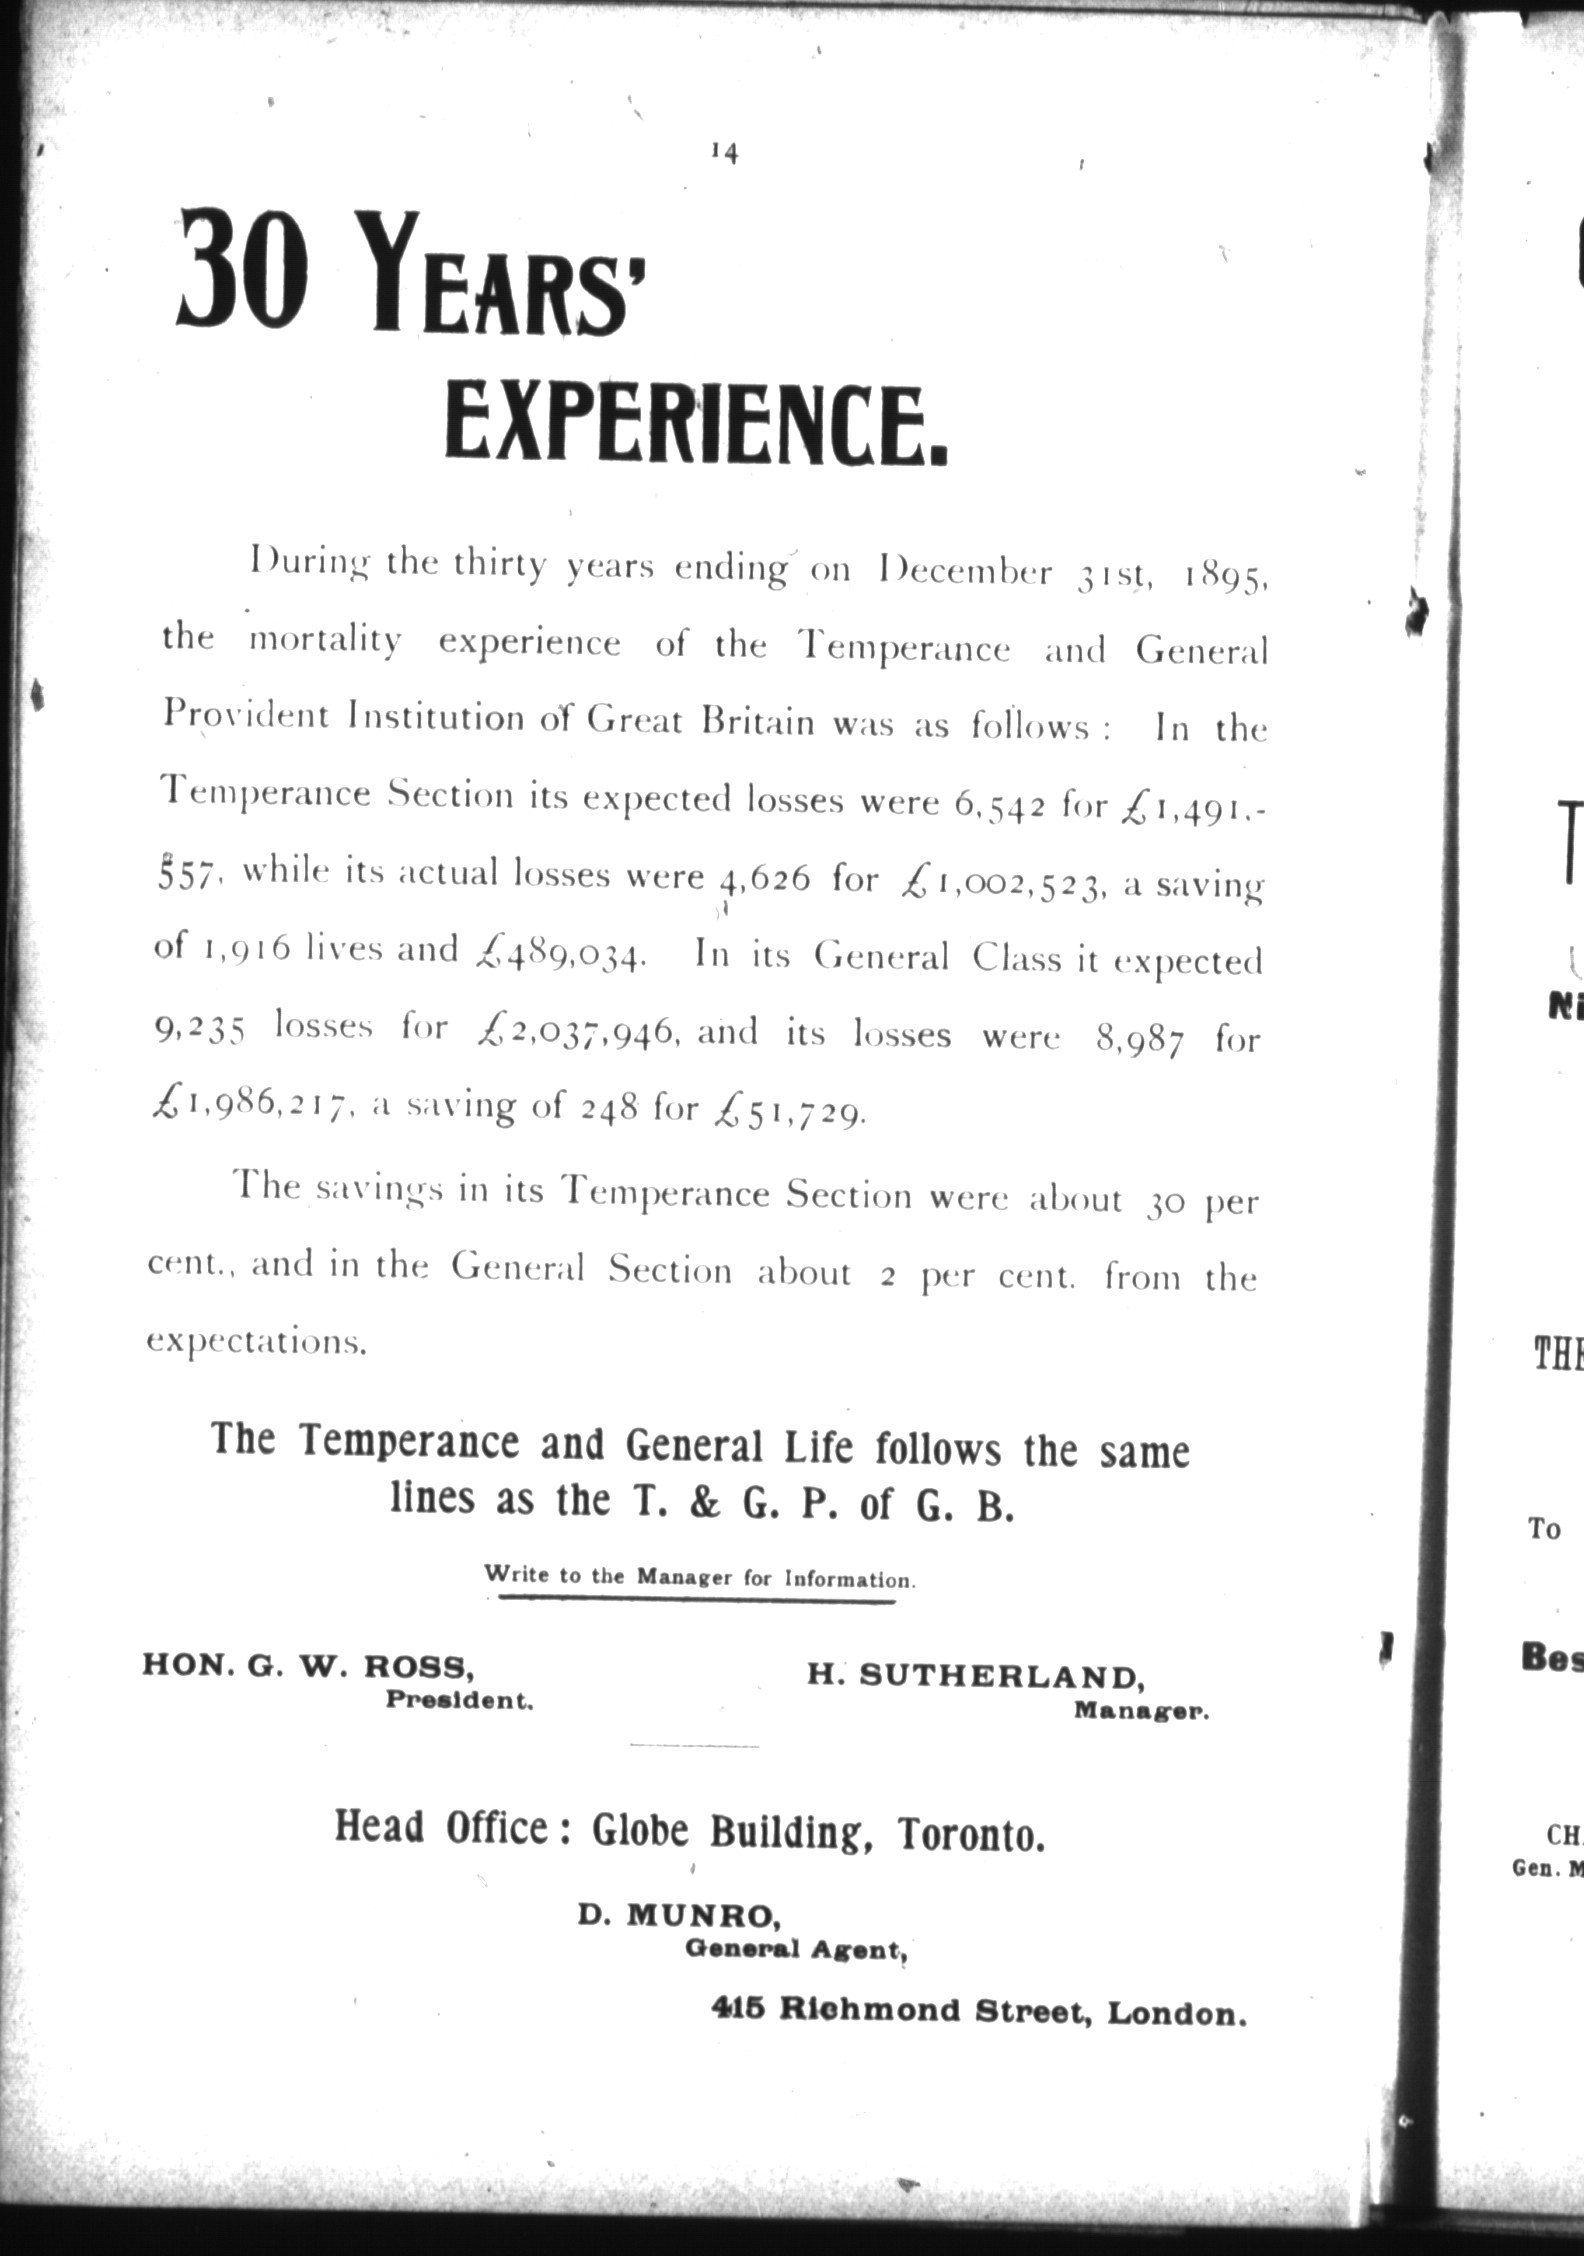 14
30 YEARS'
EXPERIENCE.
During the thirty years ending on December 31st, 1895,
the mortality experience of the Temperance and General
Provident Institution of Great Britain was as follows : In the
Temperance Section its expected losses were 6,542 for £1,491,-
557, while its actual losses were 4,626 for £1,002,523, a saving
of 1,916 lives and £489,034. In its General Class it expected
9,235 losses for £2,037,946, and its losses were 8,987 for
£1,986,217, a saving of 248 for £51,729.
The savings in its Temperance Section were about 30 per
cent., and in the General Section about 2 per cent. from the
expectations.
The Temperance and General Life follows the same
lines as the T. & G. P. of G. B.
Write to the Manager for Information.
HON. G. W. ROSS,
President.
H. SUTHERLAND,
Manager.
Head Office : Globe Building, Toronto.
D. MUNRO,
General Agent,
415 Richmond Street, London.
T
Ni
THE
To
Bes
CH.
Gen. M